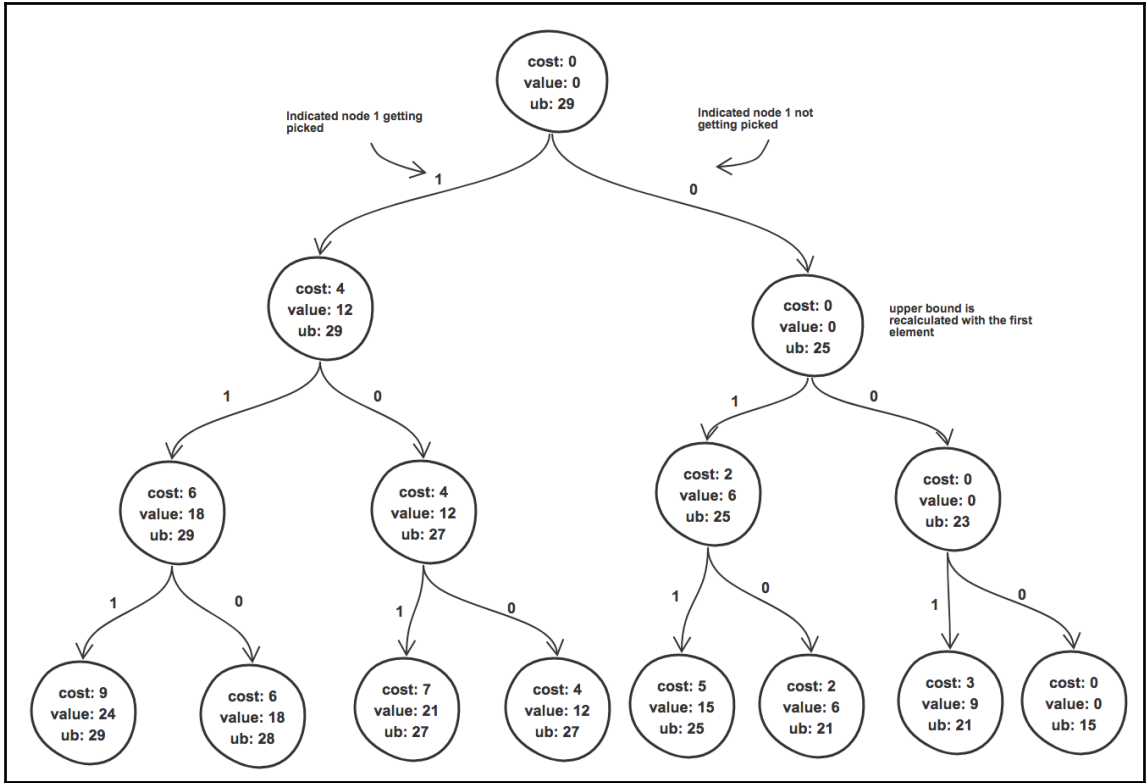 cost: 0
value: 0
ub: 29
Indicated node 1 getting
picked
Indicated node 1 not
getting picked
1
0
cost: 4
value: 12
ub: 29
cost: 0
value: 0
ub: 25
upper bound is
recalculated with the first
element
1
0
1
0
cost: 6
value: 18
ub: 29
cost: 4
value: 12
ub: 27
cost: 2
value: 6
ub: 25
cost: 0
value: 0
ub: 23
1
0
1
0
1
0
1
0
cost: 9
value: 24
ub: 29
cost: 6
value: 18
ub: 28
cost: 7
value: 21
ub: 27
cost: 4
value: 12
ub: 27
cost: 5
value: 15
ub: 25
cost: 2
value: 6
ub: 21
cost: 3
value: 9
ub: 21
cost: 0
value: 0
ub: 15